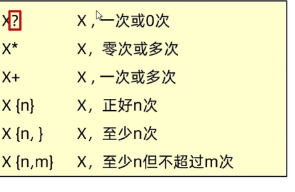 X? X , 一次或0次
X* X，零次或多次
X+ X , 一次或多次
X {n} X，正好n次
X {n, } X，至少n次
X {n,m} X，至少n但不超过m次